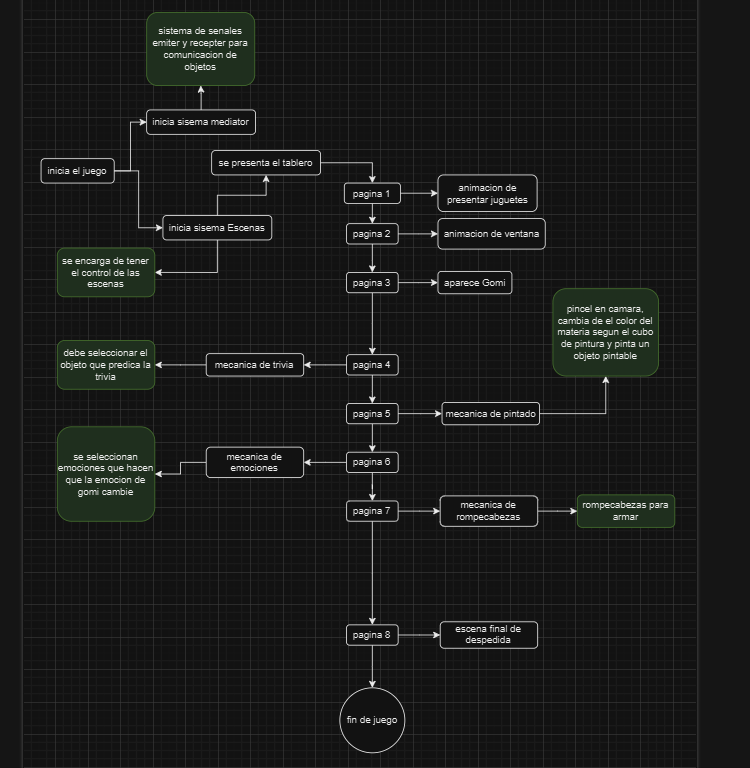 sistema de senales
emiter y recepter para
comunicacion de
objetos
inicia sisema mediator
se presenta el tablero
inicia el juego
pagina 1
animacion de
presentar juguetes
inicia sisema Escenas
pagina 2
animacion de ventana
se encarga de tener
el control de las
escenas
pagina 3
aparece Gomi
pincel en camara,
cambia de el color del
materia segun el cubo
de pintura y pinta un
objeto pintable
debe seleccionar el
objeto que predica la
trivia
mecanica de trivia
pagina 4
pagina 5
mecanica de pintado
se seleccionan
emociones que hacen
que la emocion de
gomi cambie
mecanica de
emociones
pagina 6
pagina 7
mecanica de
rompecabezas
rompecabezas para
armar
pagina 8
escena final de
despedida
fin de juego